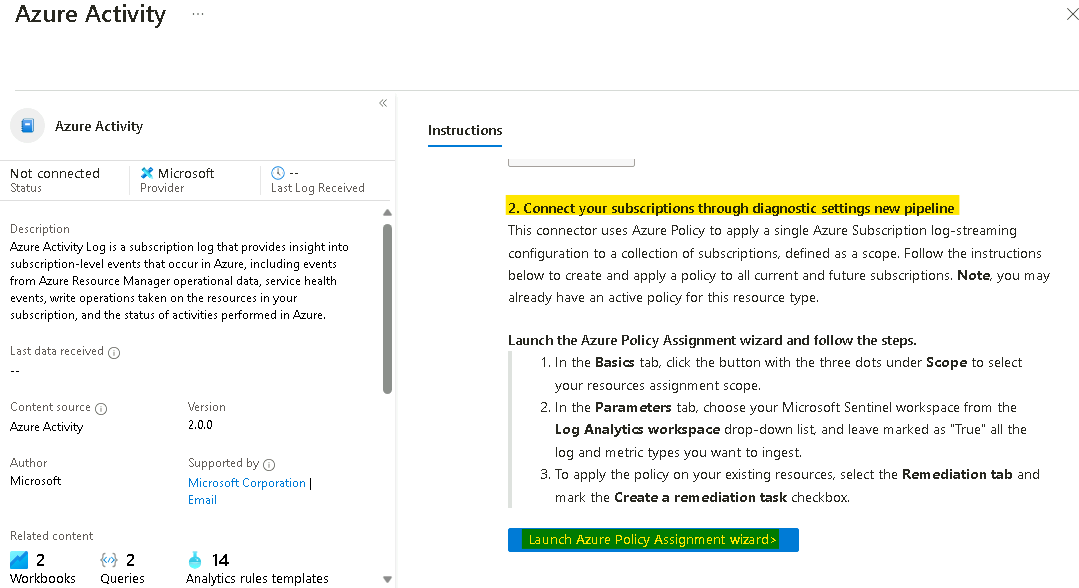 Azure Activity ...
Azure Activity
Not connected
Status
Microsoft
Provider
--
Last Log Received
Description
Azure Activity Log is a subscription log that provides insight into
subscription-level events that occur in Azure, including events
from Azure Resource Manager operational data, service health
events, write operations taken on the resources in your
subscription, and the status of activities performed in Azure.
Last data received
--
Content source
Azure Activity
Version
2.0.0
Author
Microsoft
Supported by
Microsoft Corporation |
Email
Related content
2
Workbooks
2
Queries
14
Analytics rules templates
Instructions
2. Connect your subscriptions through diagnostic settings new pipeline
This connector uses Azure Policy to apply a single Azure Subscription log-streaming
configuration to a collection of subscriptions, defined as a scope. Follow the instructions
below to create and apply a policy to all current and future subscriptions. Note, you may
already have an active policy for this resource type.
Launch the Azure Policy Assignment wizard and follow the steps.
1. In the Basics tab, click the button with the three dots under Scope to select
your resources assignment scope.
2. In the Parameters tab, choose your Microsoft Sentinel workspace from the
Log Analytics workspace drop-down list, and leave marked as "True" all the
log and metric types you want to ingest.
3. To apply the policy on your existing resources, select the Remediation tab and
mark the Create a remediation task checkbox.
Launch Azure Policy Assignment wizard>